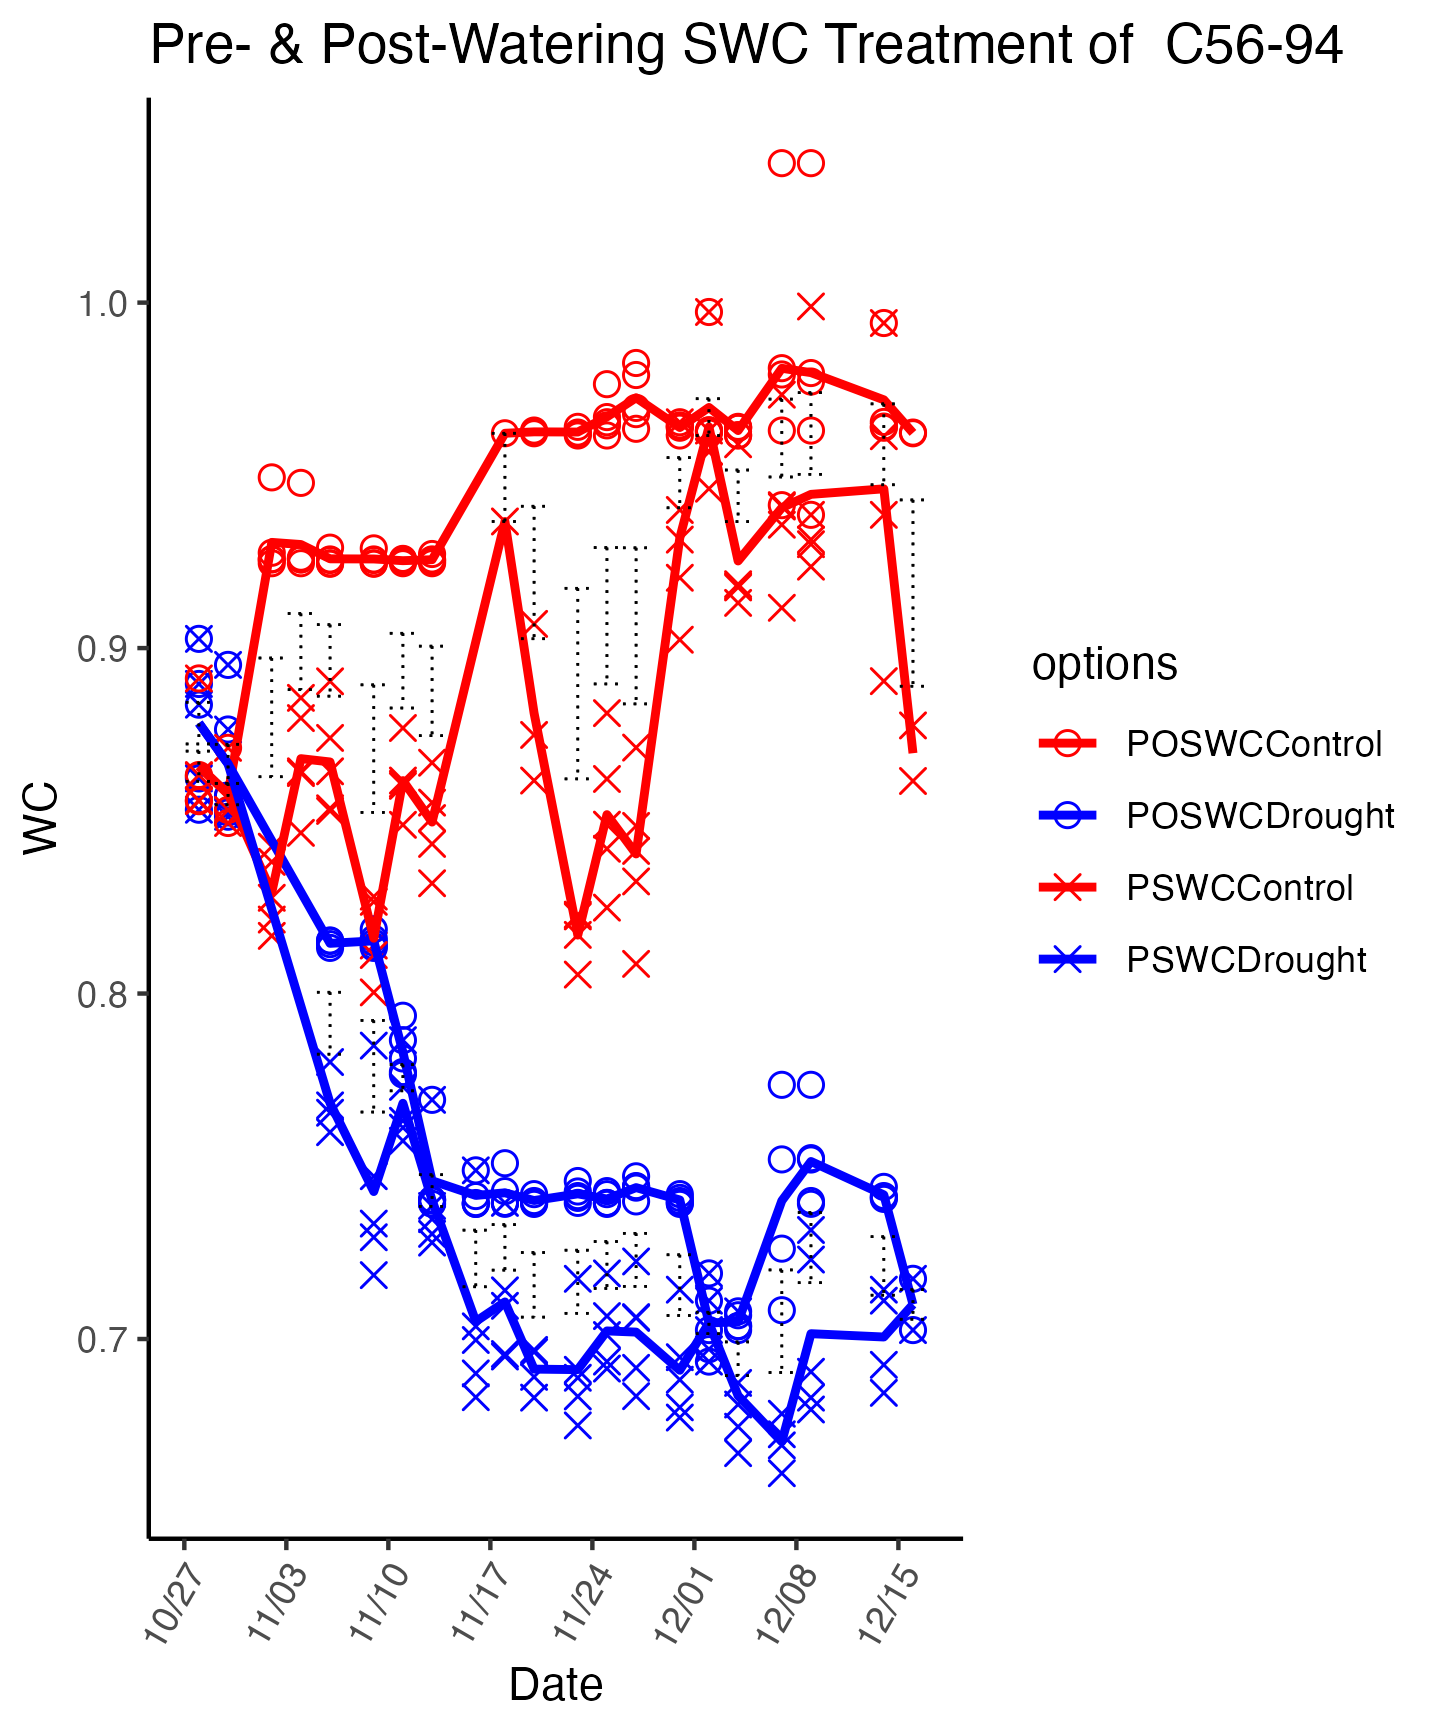 Pre- & Post-Watering SWC Treatment of  C56-94
1.0
0.9
0.8
0.7
WC
10/27
11/03
11/10
11/17
11/24
12/01
12/08
12/15
Date
options
POSWCControl
POSWCDrought
PSWCControl
PSWCDrought